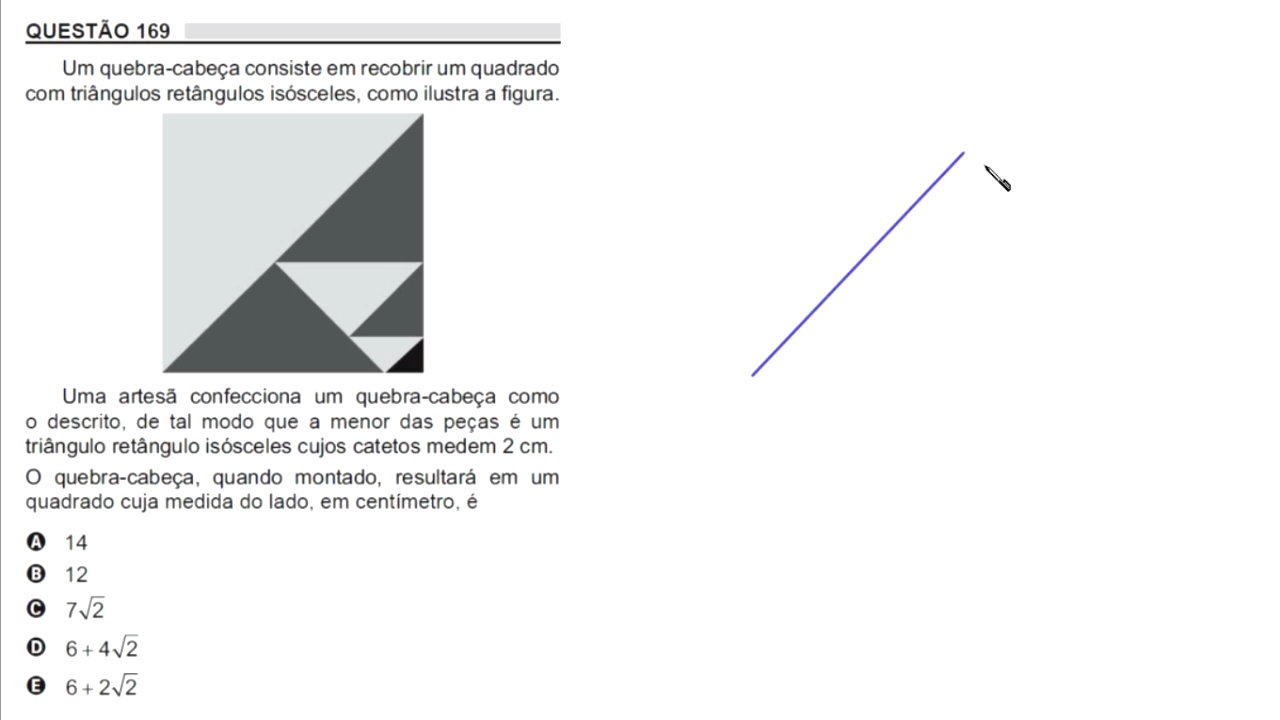 QUESTÃO 169
Um quebra-cabeça consiste em recobrir um quadrado
com triângulos retângulos isósceles, como ilustra a figura.
Uma artesã confecciona um quebra-cabeça como
o descrito, de tal modo que a menor das peças é um
triângulo retângulo isósceles cujos catetos medem 2 cm.
O quebra-cabeça, quando montado, resultará em um
quadrado cuja medida do lado, em centímetro, é
A 14
B 12
C 7√2
D 6 + 4√2
E 6 + 2√2